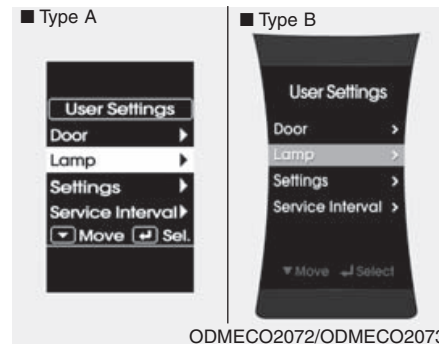 ■ Type A
User Settings
Door
Lamp
Settings
Service Interval
Move Sel.
■ Type B
User Settings
Door >
Lamp >
Settings >
Service Interval >
▼Move Select
ODMECO2072/ODMECO2073